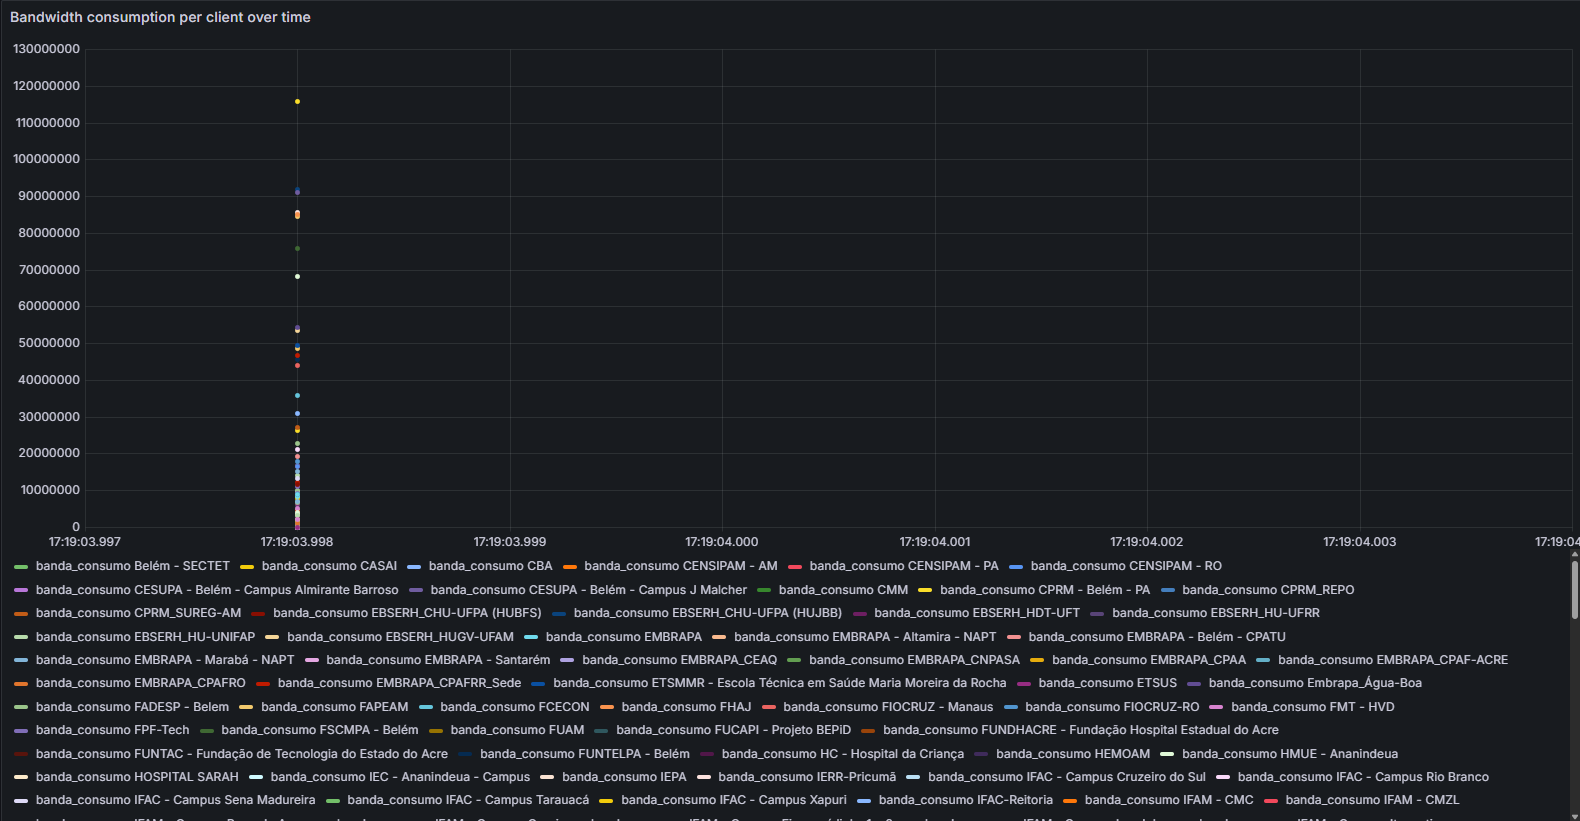 Bandwidth consumption per client over time
130000000
120000000
110000000
100000000
90000000
80000000
70000000
60000000
50000000
40000000
30000000
20000000
10000000
0
17:19:03.997 17:19:03.998 17:19:03.999 17:19:04.000 17:19:04.001 17:19:04.002 17:19:04.003 17:19:04
banda_consumo Belém - SECTET banda_consumo CASAI banda_consumo CBA banda_consumo CENSIPAM - AM banda_consumo CENSIPAM - PA banda_consumo CENSIPAM - RO
banda_consumo CESUPA - Belém - Campus Almirante Barroso banda_consumo CESUPA - Belém - Campus J Malcher banda_consumo CMM banda_consumo CPRM - Belém - PA banda_consumo CPRM_REPO
banda_consumo CPRM_SUREG-AM banda_consumo EBSERH_CHU-UFPA (HUBFS) banda_consumo EBSERH_CHU-UFPA (HUJBB) banda_consumo EBSERH_HDT-UFT banda_consumo EBSERH_HU-UFRR
banda_consumo EBSERH_HU-UNIFAP banda_consumo EBSERH_HUGV-UFAM banda_consumo EMBRAPA banda_consumo EMBRAPA - Altamira - NAPT banda_consumo EMBRAPA - Belém - CPATU
banda_consumo EMBRAPA - Marabá - NAPT banda_consumo EMBRAPA - Santarém banda_consumo EMBRAPA_CEAQ banda_consumo EMBRAPA_CNPASA banda_consumo EMBRAPA_CPAA banda_consumo EMBRAPA_CPAF-ACRE
banda_consumo EMBRAPA_CPAFRO banda_consumo EMBRAPA_CPAFRR_Sede banda_consumo ETSMMR - Escola Técnica em Saúde Maria Moreira da Rocha banda_consumo ETSUS banda_consumo Embrapa_Água-Boa
banda_consumo FADESP - Belem banda_consumo FAPEAM banda_consumo FCECON banda_consumo FHAJ banda_consumo FIOCRUZ - Manaus banda_consumo FIOCRUZ-RO banda_consumo FMT - HVD
banda_consumo FPF-Tech banda_consumo FSCMPA - Belém banda_consumo FUAM banda_consumo FUCAPI - Projeto BEPiD banda_consumo FUNDHACRE - Fundação Hospital Estadual do Acre
banda_consumo FUNTAC - Fundação de Tecnologia do Estado do Acre banda_consumo FUNTELPA - Belém banda_consumo HC - Hospital da Criança banda_consumo HEMOAM banda_consumo HMUE - Ananindeua
banda_consumo HOSPITAL SARAH banda_consumo IEC - Ananindeua - Campus banda_consumo IEPA banda_consumo IERR-Pricumã banda_consumo IFAC - Campus Cruzeiro do Sul banda_consumo IFAC - Campus Rio Branco
banda_consumo IFAC - Campus Sena Madureira banda_consumo IFAC - Campus Tarauacá banda_consumo IFAC - Campus Xapuri banda_consumo IFAC-Reitoria banda_consumo IFAM - CMC banda_consumo IFAM - CMZL